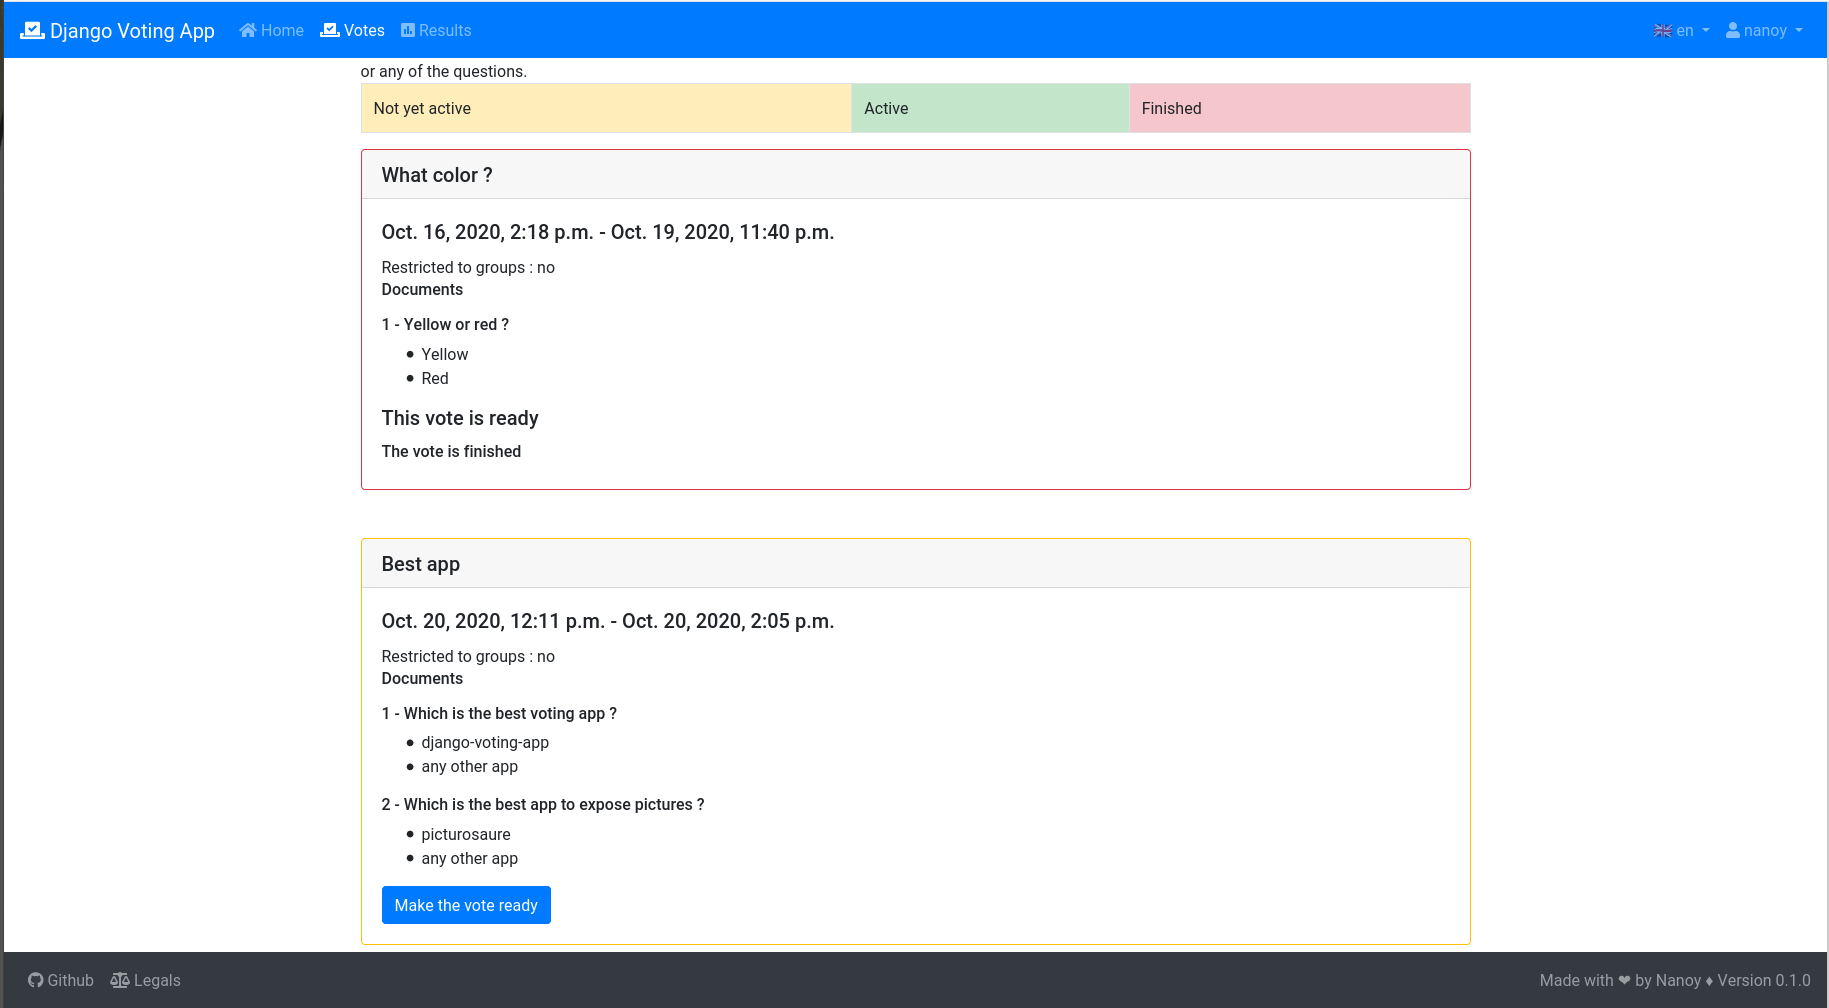 Django Voting App Home Votes Results en nanoy
or any of the questions.
Not yet active Active Finished
What color ?
Oct. 16, 2020, 2:18 p.m. - Oct. 19, 2020, 11:40 p.m.
Restricted to groups : no
Documents
1 - Yellow or red ?
• Yellow
• Red
This vote is ready
The vote is finished
Best app
Oct. 20, 2020, 12:11 p.m. - Oct. 20, 2020, 2:05 p.m.
Restricted to groups : no
Documents
1 - Which is the best voting app ?
• django-voting-app
• any other app
2 - Which is the best app to expose pictures ?
• picturosaure
• any other app
Make the vote ready
Github Legals Made with ❤ by Nanoy ♦ Version 0.1.0